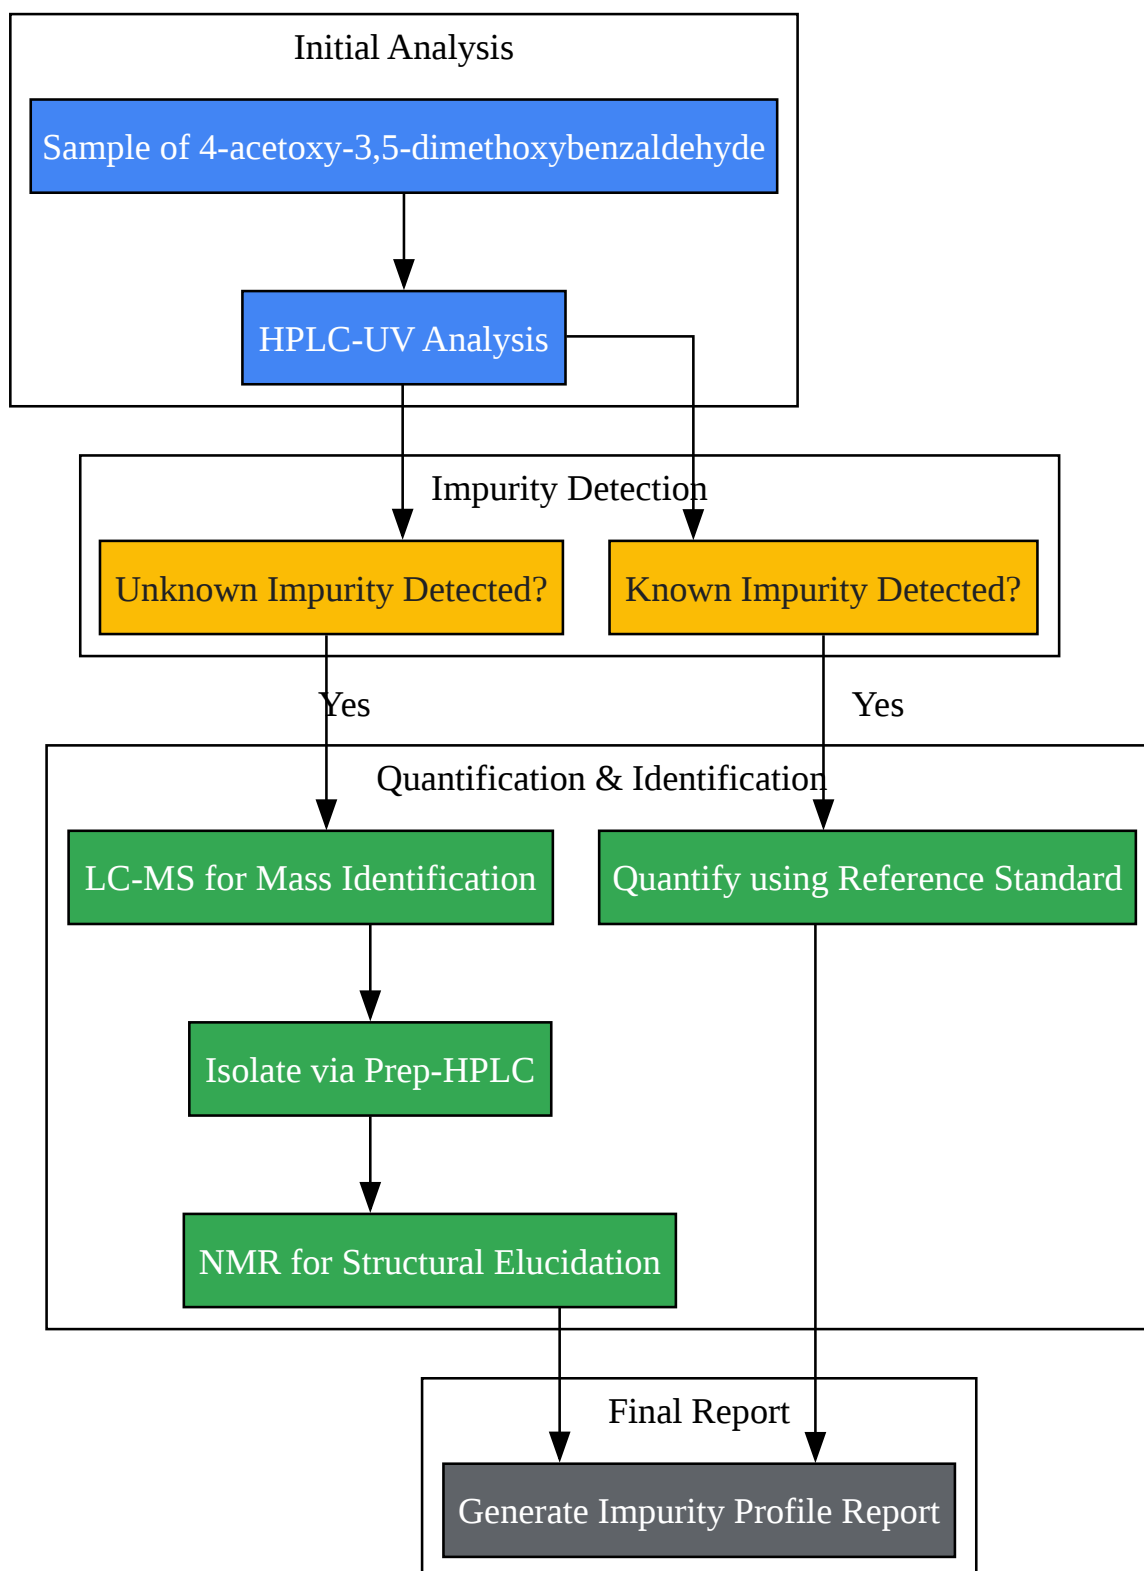 Initial Analysis
Sample of 4-acetoxy-3,5-dimethoxybenzaldehyde
HPLC-UV Analysis
Impurity Detection
Unknown Impurity Detected?
Known Impurity Detected?
Yes
Yes
Quantification & Identification
LC-MS for Mass Identification
Quantify using Reference Standard
Isolate via Prep-HPLC
NMR for Structural Elucidation
Final Report
Generate Impurity Profile Report